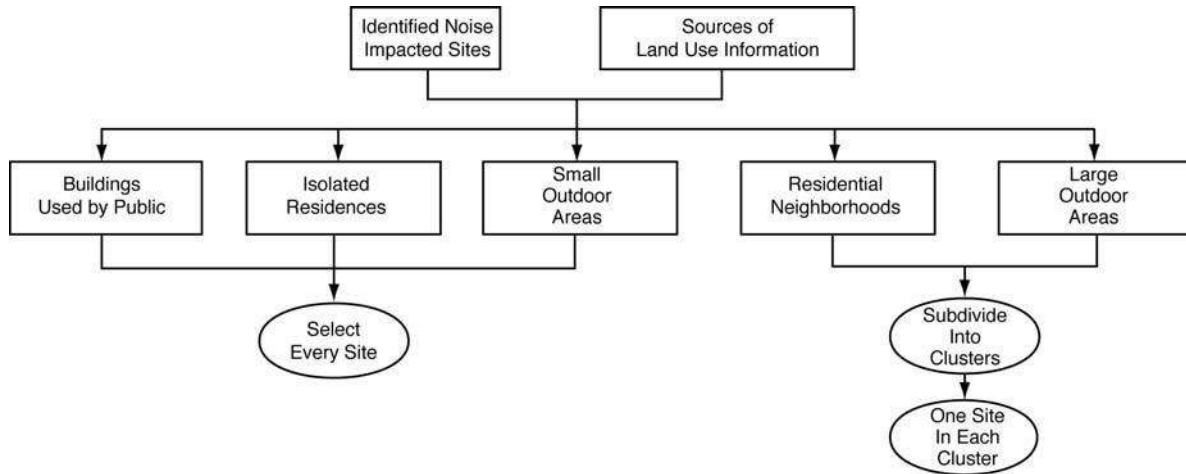 Identified Noise
Impacted Sites
Sources of
Land Use Information
Buildings
Used by Public
Isolated
Residences
Small
Outdoor
Areas
Residential
Neighborhoods
Large
Outdoor
Areas
Select
Every Site
Subdivide
Into
Clusters
One Site
In Each
Cluster